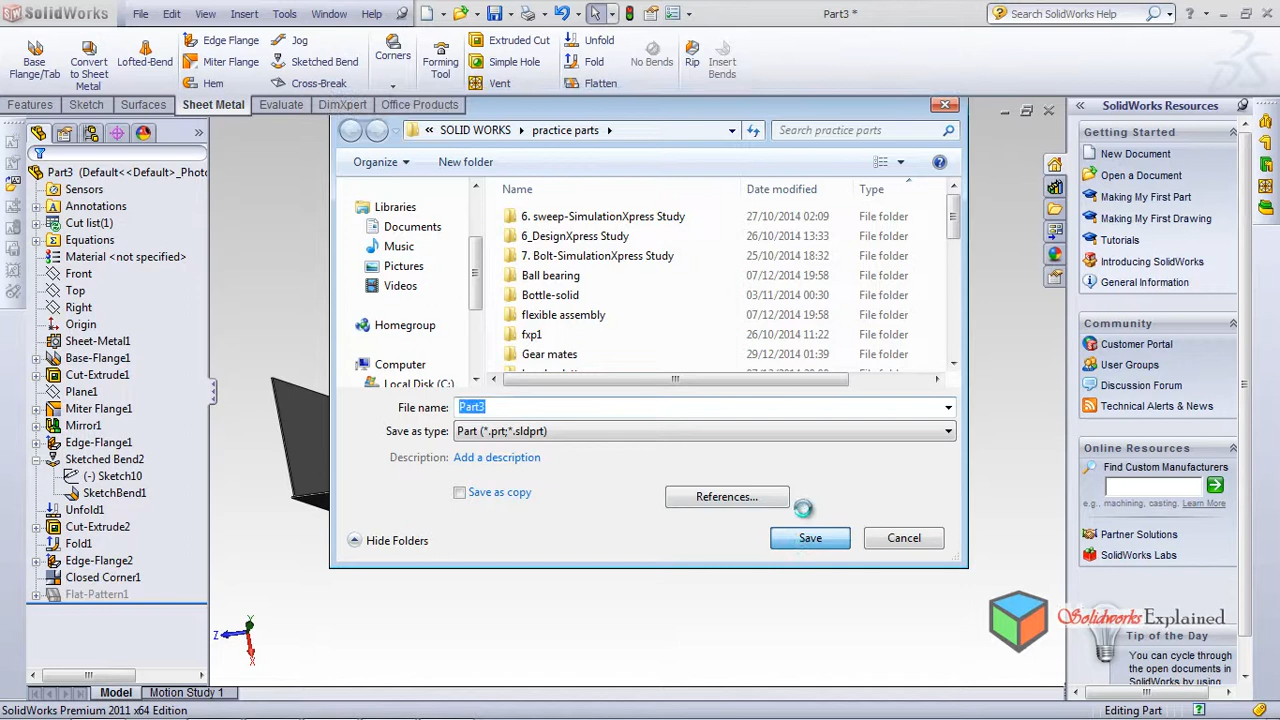 SolidWorks File Edit View Insert Tools Window Help Part3 * Search SolidWorks Help
Base Flange/Tab
Convert to Sheet Metal
Lofted-Bend
Edge Flange
Miter Flange
Hem
Jog
Sketched Bend
Cross-Break
Corners
Forming Tool
Extruded Cut
Simple Hole
Vent
Unfold
Fold
Flatten
No Bends
Rip
Insert Bends
Features Sketch Surfaces Sheet Metal Evaluate DimXpert Office Products
Part3 (Default<<Default>_Photo
Sensors
Annotations
Cut list(1)
Equations
Material <not specified>
Front
Top
Right
Origin
Sheet-Metal1
Base-Flange1
Cut-Extrude1
Plane1
Miter Flange1
Mirror1
Edge-Flange1
Sketched Bend2
(-) Sketch10
SketchBend1
Unfold1
Cut-Extrude2
Fold1
Edge-Flange2
Closed Corner1
Flat-Pattern1
SOLID WORKS practice parts Search practice parts
Organize New folder
Libraries
Documents
Music
Pictures
Videos
Homegroup
Computer
Local Disk (C:)
Name Date modified Type
6. sweep-SimulationXpress Study 27/10/2014 02:09 File folder
6_DesignXpress Study 26/10/2014 13:33 File folder
7. Bolt-SimulationXpress Study 25/10/2014 18:32 File folder
Ball bearing 07/12/2014 19:58 File folder
Bottle-solid 03/11/2014 00:30 File folder
flexible assembly 07/12/2014 19:58 File folder
fxp1 26/10/2014 11:22 File folder
Gear mates 29/12/2014 01:39 File folder
File name: Part3
Save as type: Part (*.prt;*.sldprt)
Description: Add a description
Save as copy
References...
Hide Folders Save Cancel
SolidWorks Resources
Getting Started
New Document
Open a Document
Making My First Part
Making My First Drawing
Tutorials
Introducing SolidWorks
General Information
Community
Customer Portal
User Groups
Discussion Forum
Technical Alerts & News
Online Resources
Find Custom Manufacturers
e.g., machining, casting. Learn More
Partner Solutions
SolidWorks Labs
Solidworks Explained
Tip of the Day
You can cycle through
the open documents in
SolidWorks by using
Z
Y
X
Model Motion Study 1
SolidWorks Premium 2011 x64 Edition Editing Part